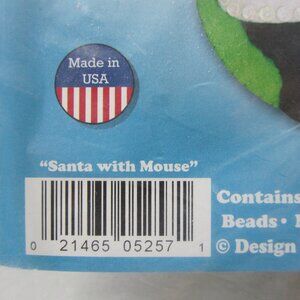 Made in
USA
"Santa with Mouse"
Contains
Beads •
© Design
0 21465 05257 1